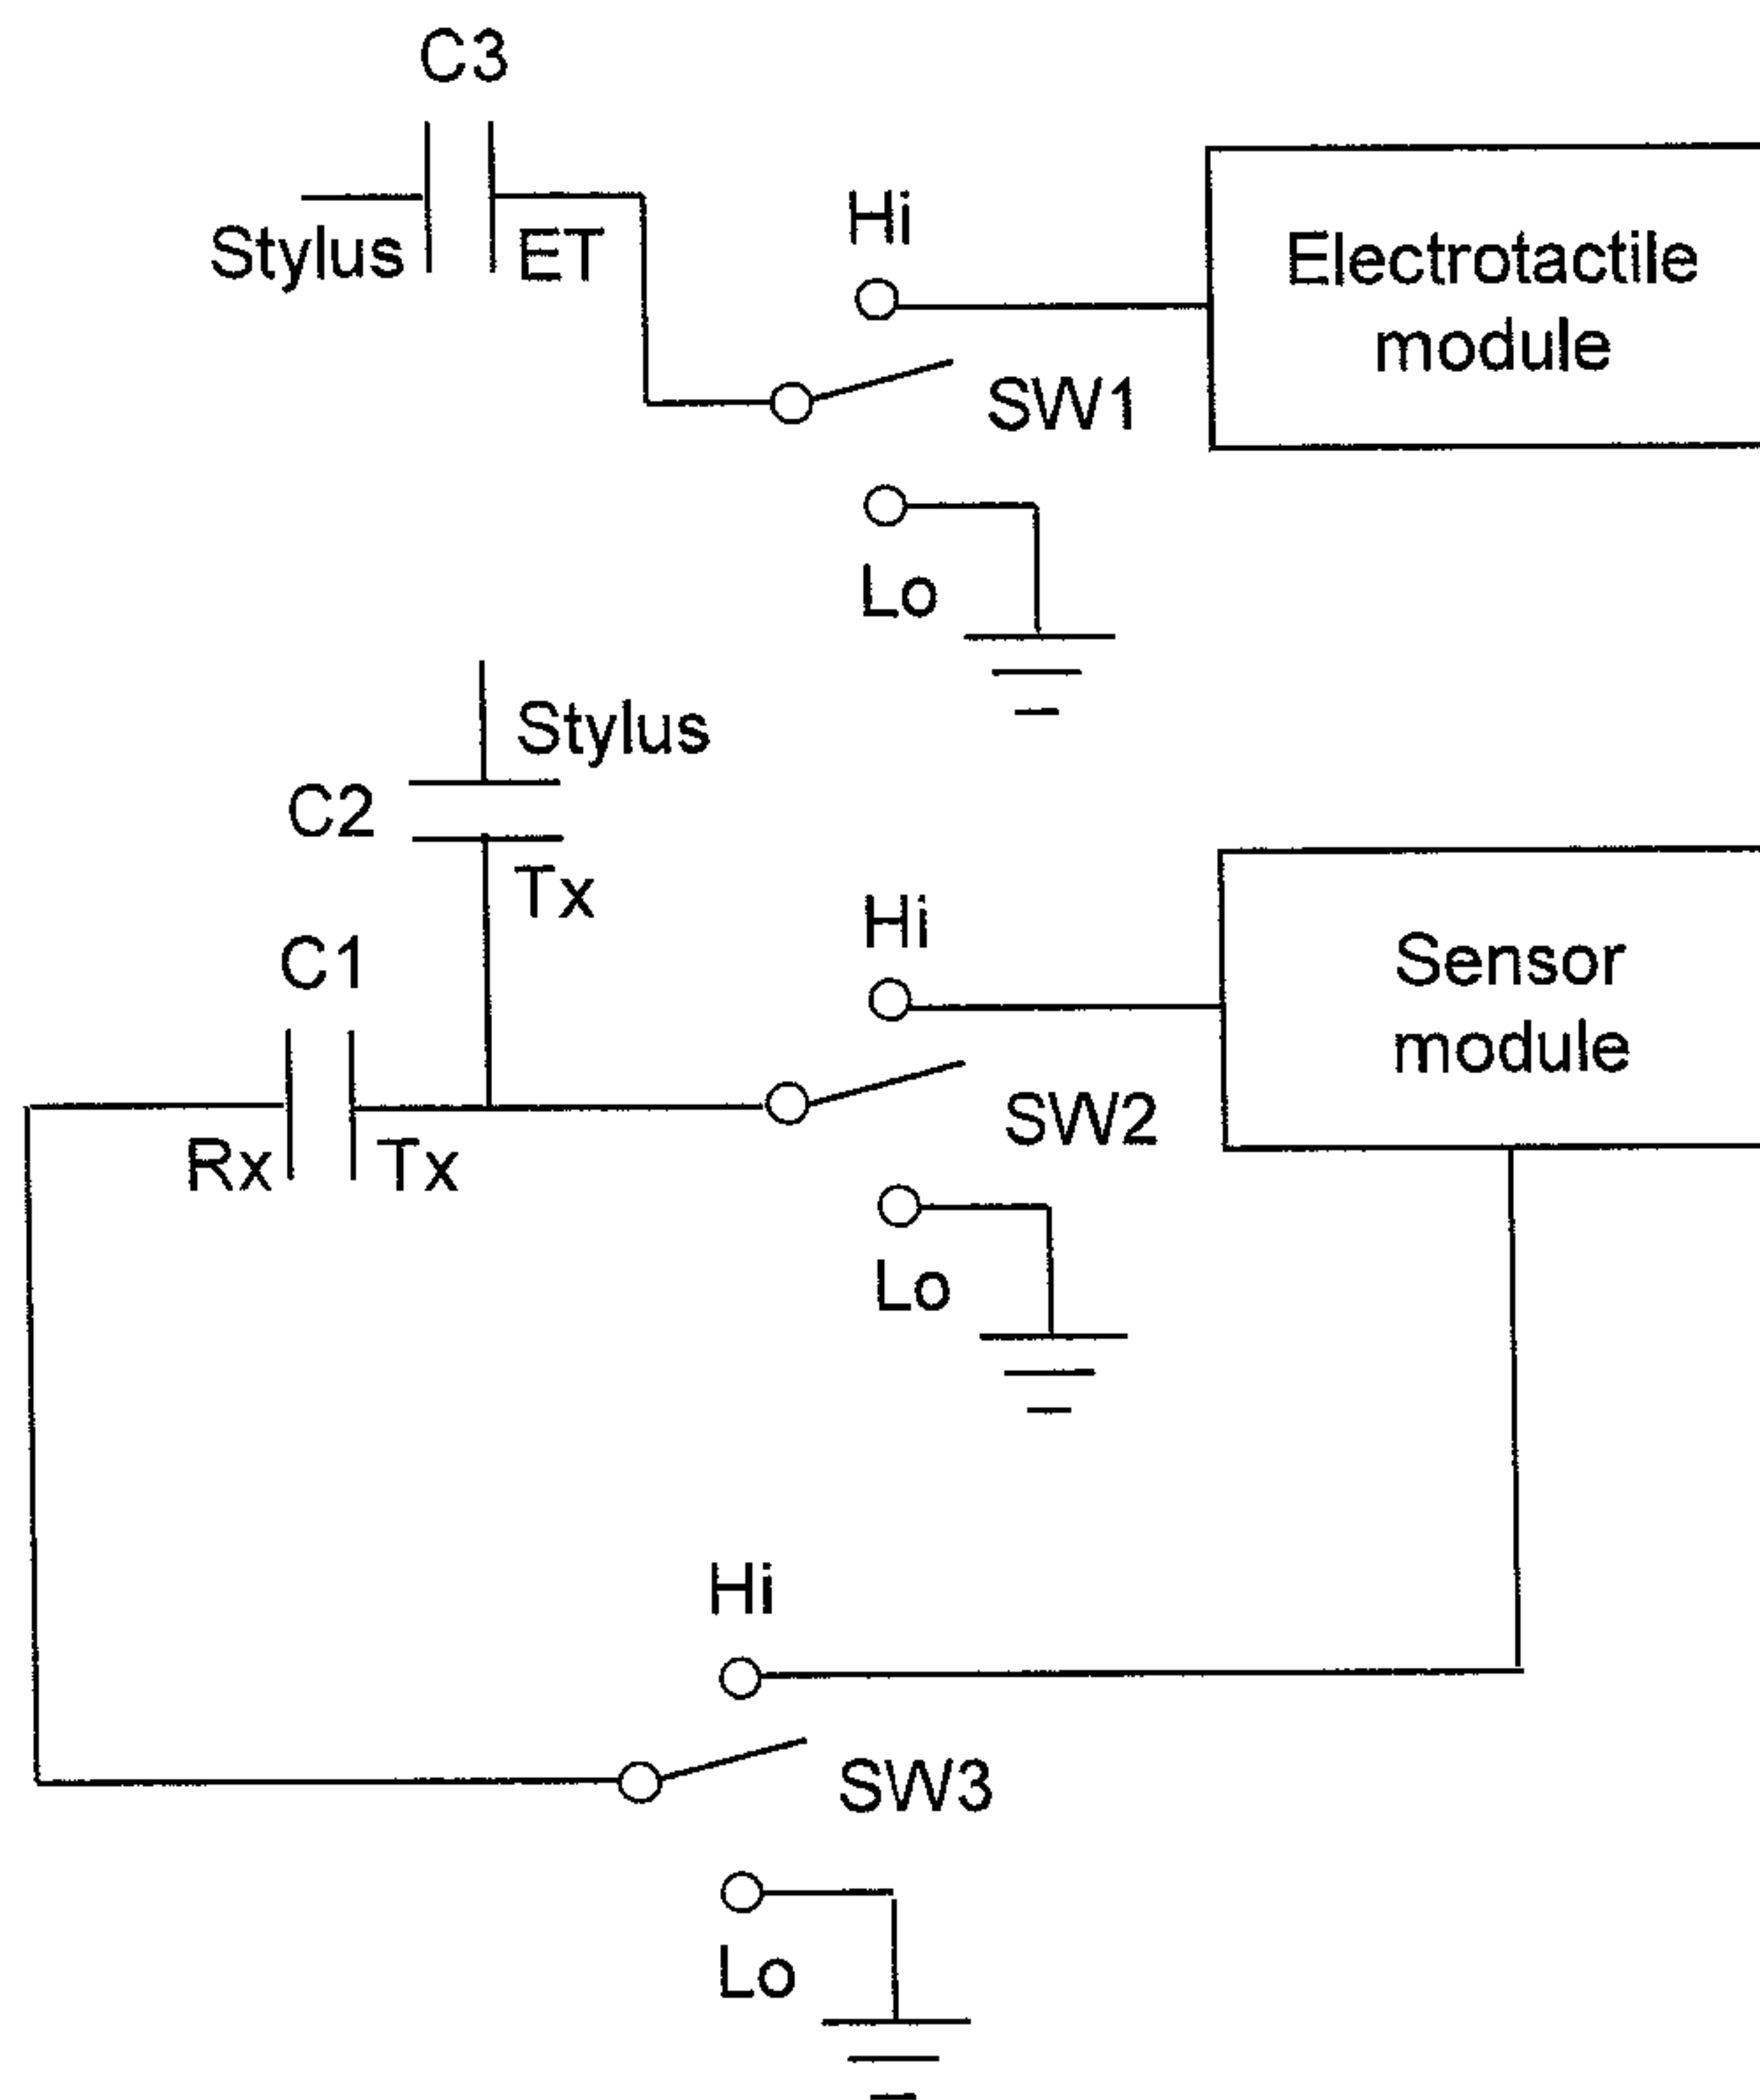 C3
Stylus
ET
Hi
Electrotactile
module
SW1
Lo
Stylus
C2
Tx
Hi
Sensor
module
C1
SW2
Rx
Tx
Lo
Hi
SW3
Lo